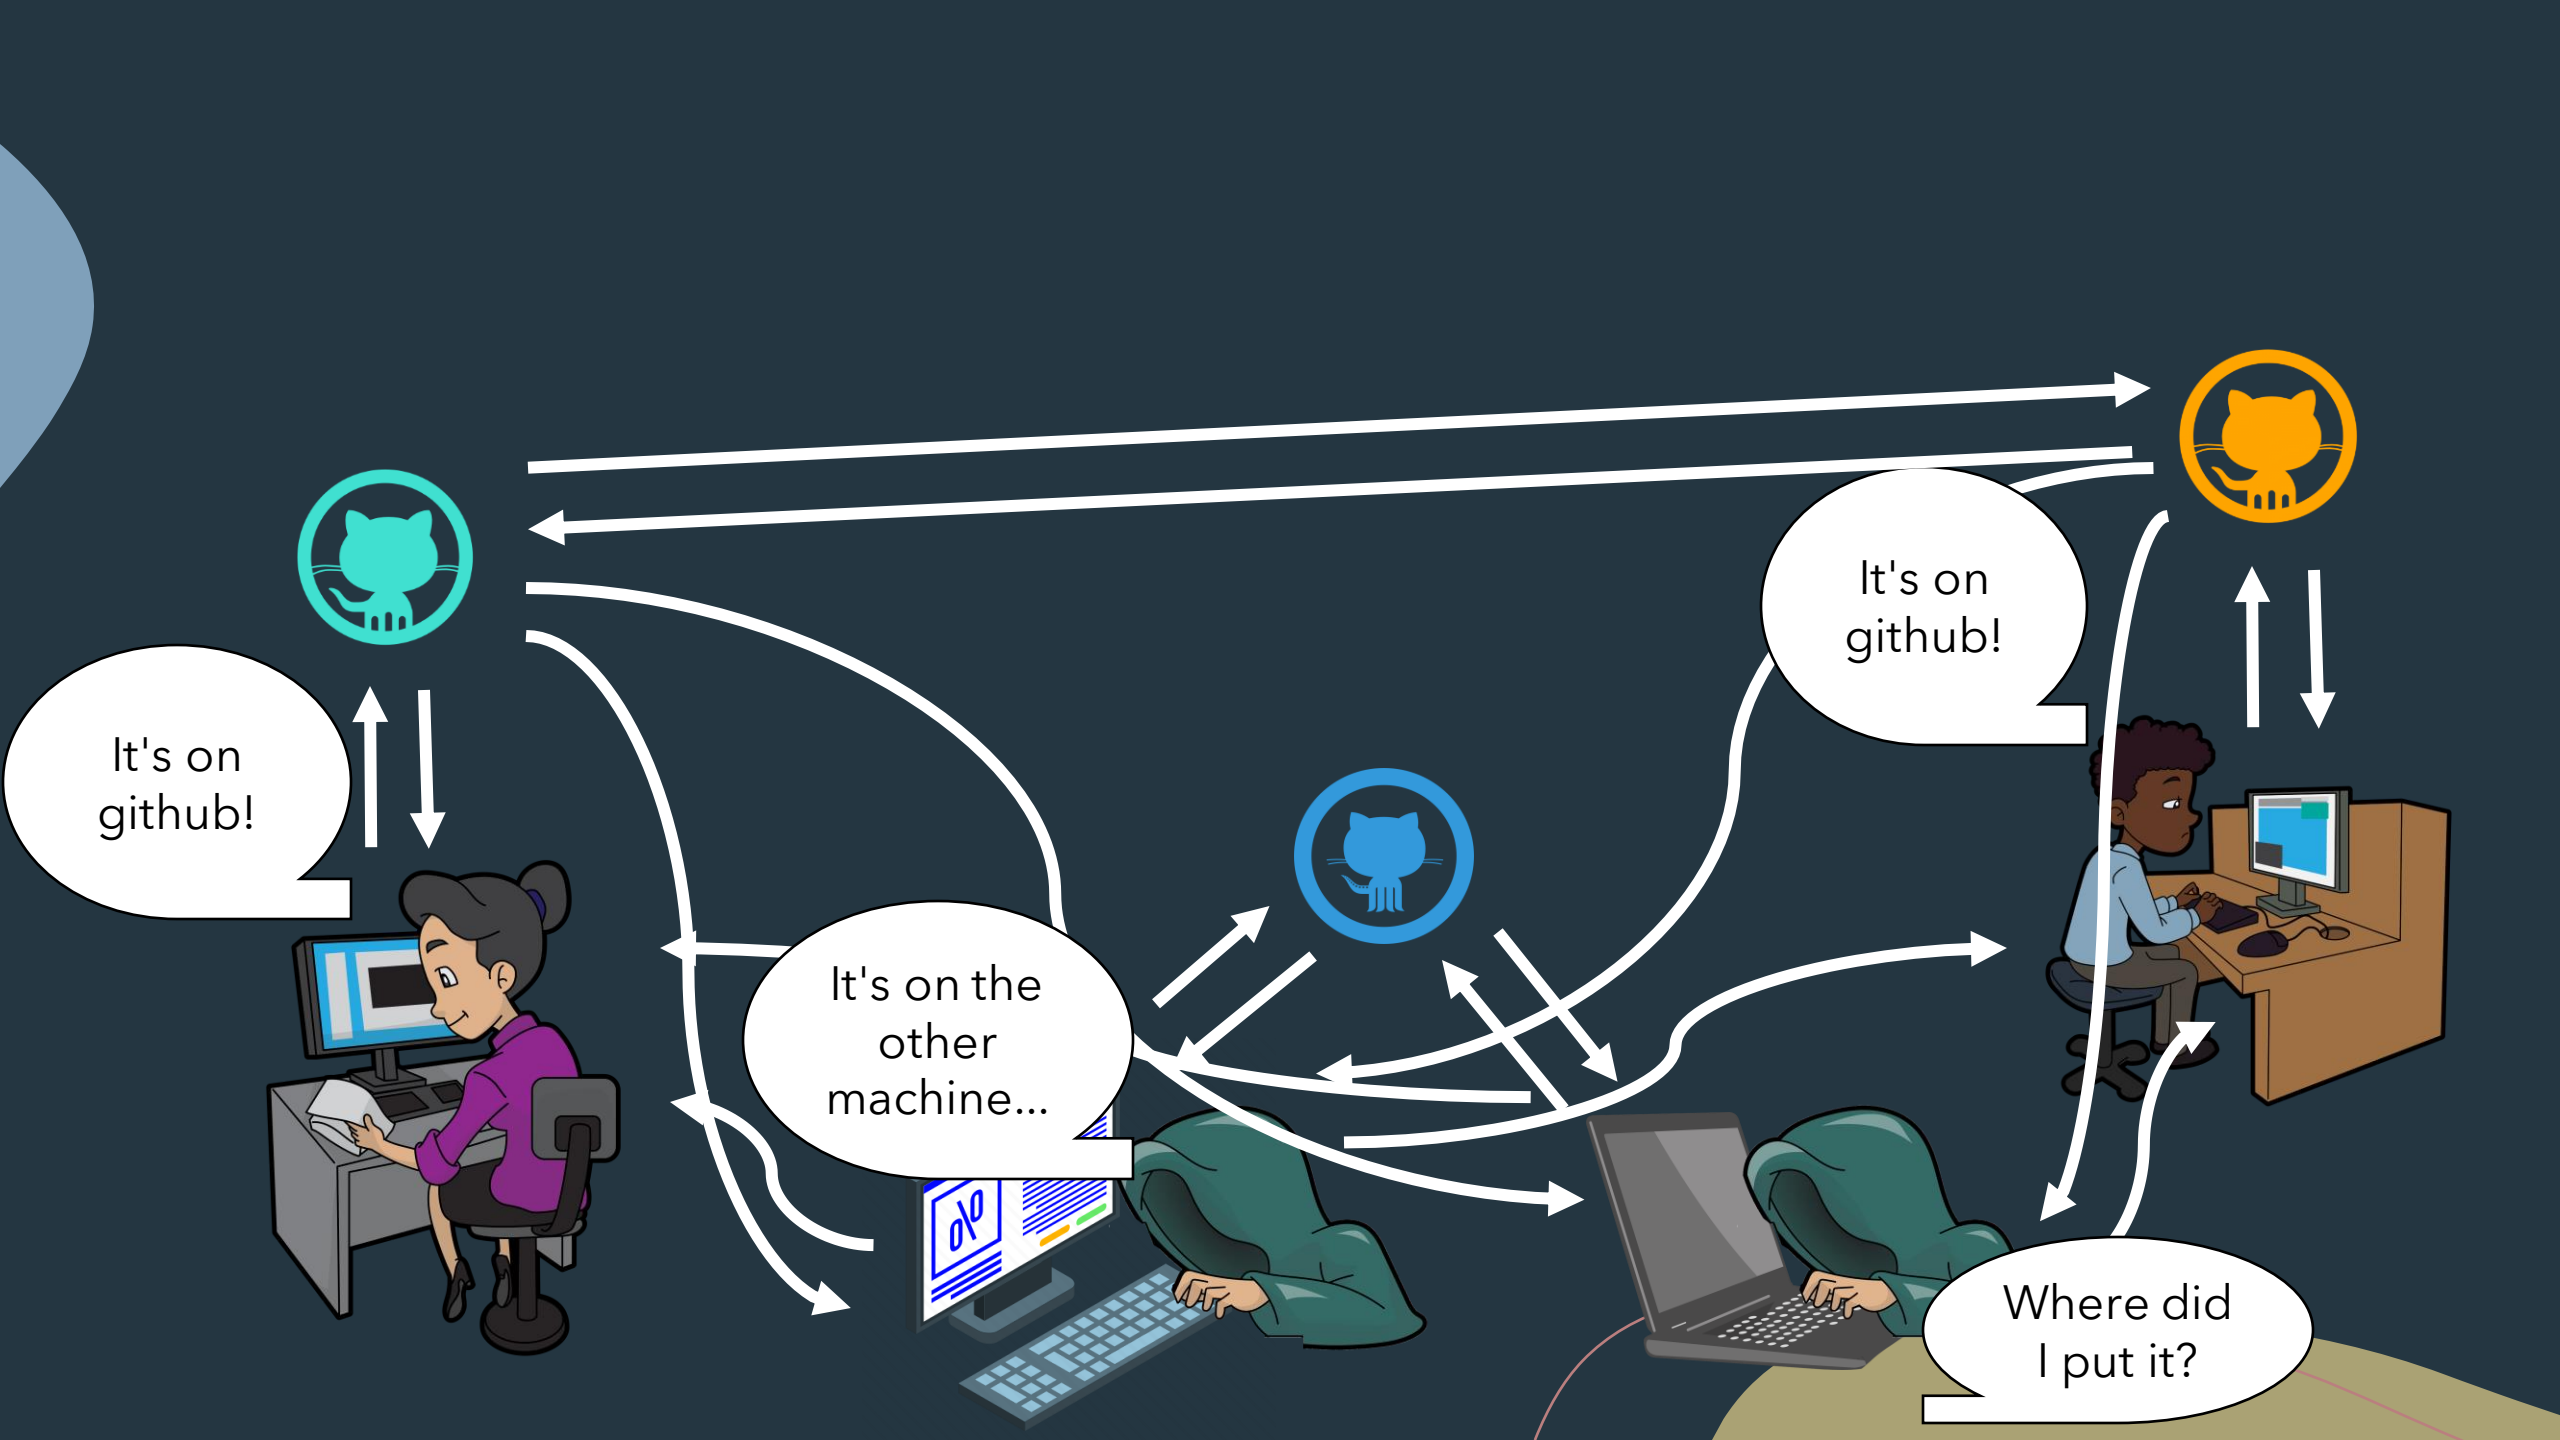 It's on
github!
It's on
github!
It's on the
other
machine...
Where did
I put it?